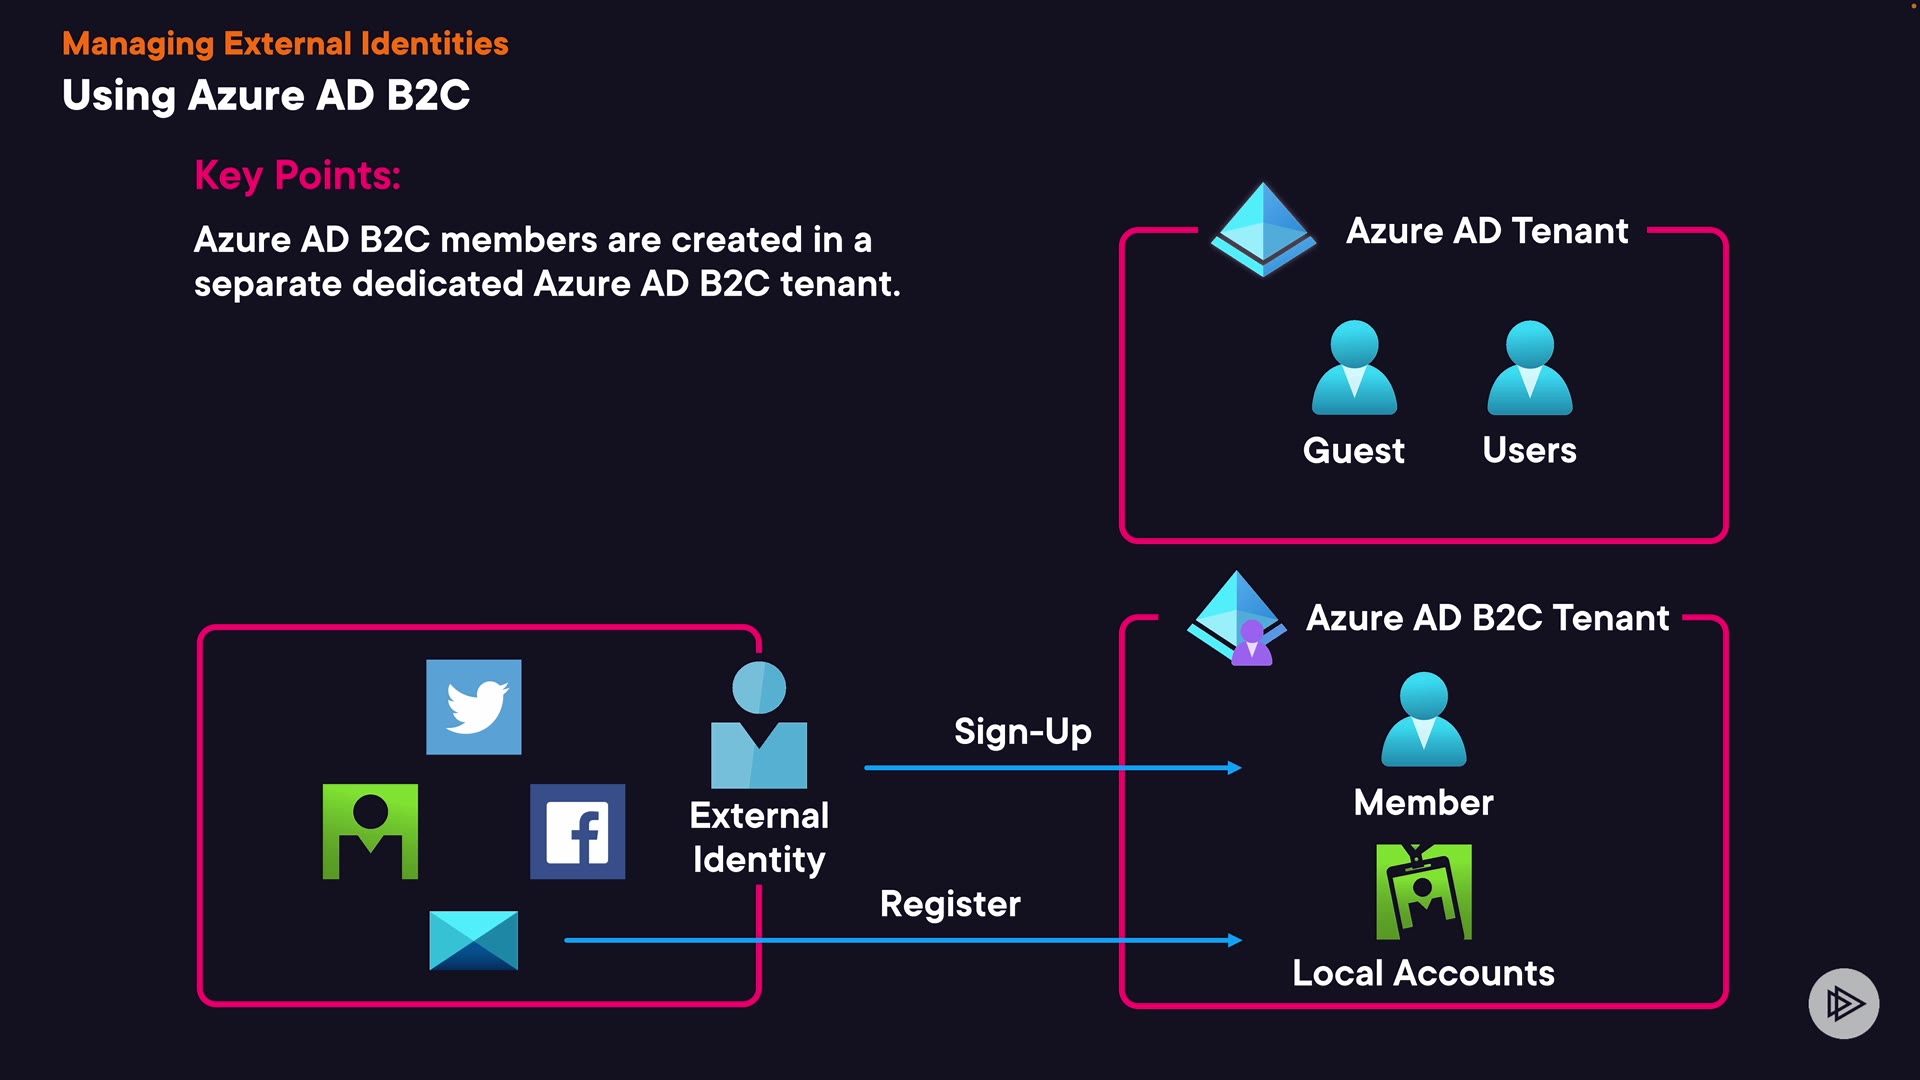 Managing External Identities
Using Azure AD B2C
Key Points:
Azure AD B2C members are created in a
separate dedicated Azure AD B2C tenant.
Azure AD Tenant
Guest
Users
Azure AD B2C Tenant
Sign-Up
Member
External
Identity
Register
Local Accounts